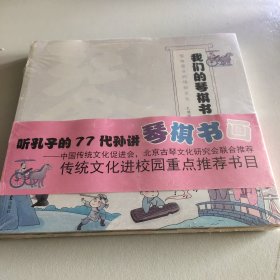 我们的琴棋书
听孔子的77代孙讲 琴棋书画
——中国传统文化促进会，北京古琴文化研究会联合推荐
传统文化进校园重点推荐书目